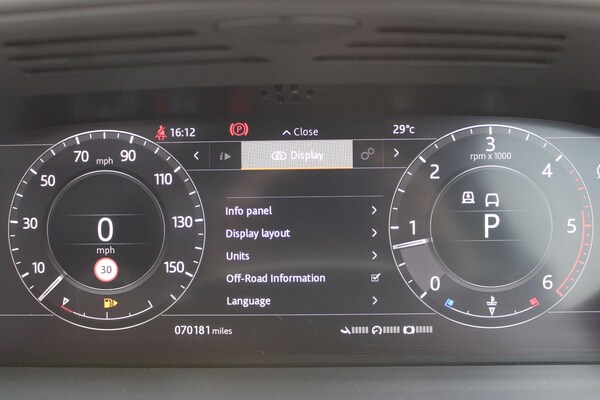 16:12
P
Close
29°c
Display
Info panel
Display layout
Units
Off-Road Information
Language
10
30
50
70
mph
90
110
130
150
0
mph
30
070181 miles
0
1
2
3
rpm x 1000
4
5
6
P